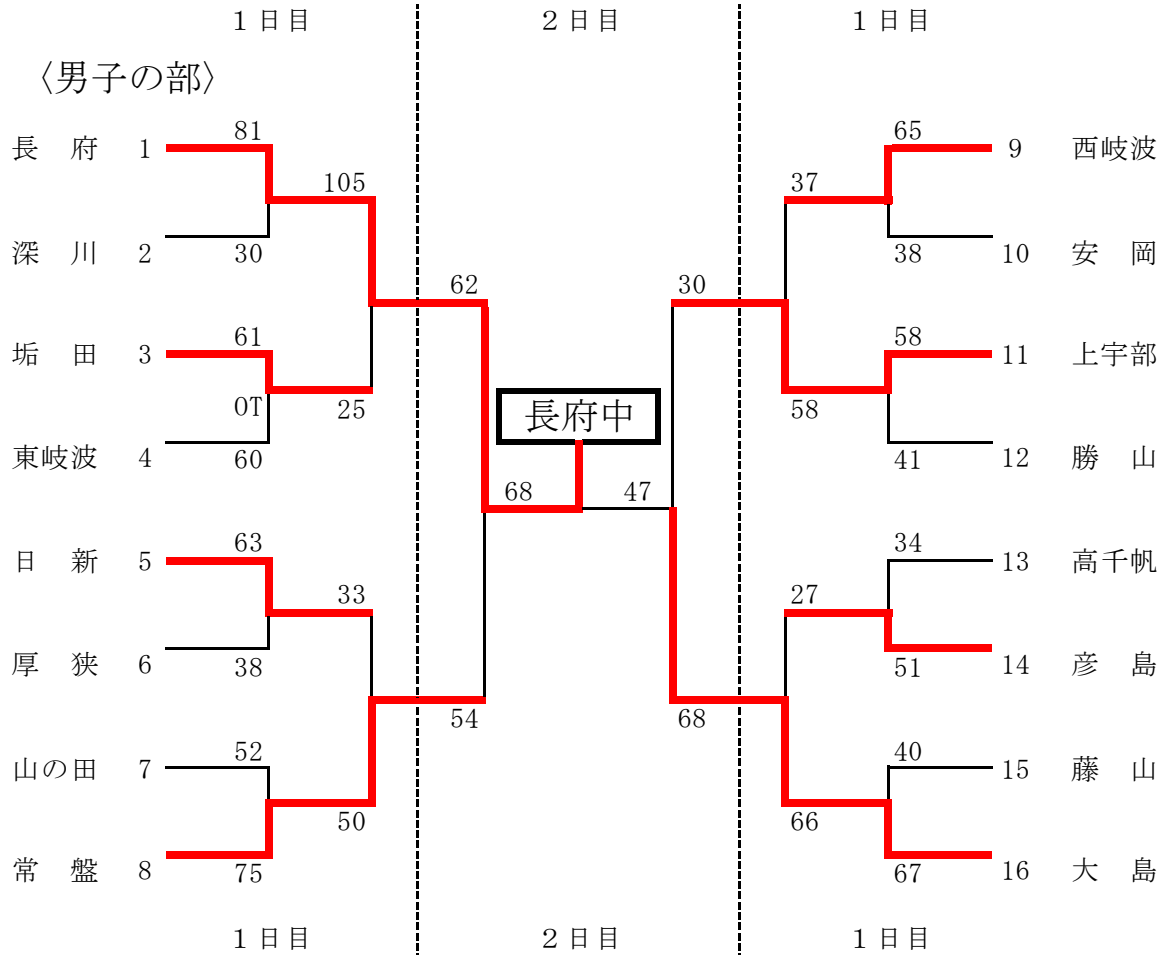 1日目 2日目 1日目
〈男子の部〉
81 65
長 府 1 9 西岐波
105 37
深 川 2 30 38 10 安 岡
62 30
61 58
垢 田 3 11 上宇部
OT 25 長府中 58
東岐波 4 60 41 12 勝 山
68 47
63 34
日 新 5 13 高千帆
33 27
厚 狭 6 38 51 14 彦 島
54 68
52 40
山の田 7 15 藤 山
50 66
常 盤 8 75 67 16 大 島
1日目 2日目 1日目